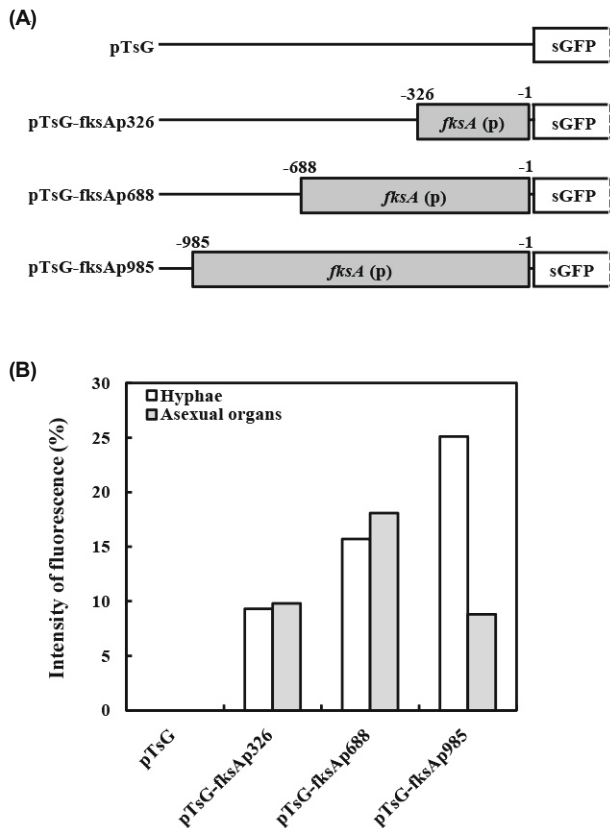 (A)
pTsG
sGFP
pTsG-fksAp326
-326
-1
fksA (p)
sGFP
pTsG-fksAp688
-688
-1
fksA (p)
sGFP
pTsG-fksAp985
-985
-1
fksA (p)
sGFP
(B)
Intensity of fluorescence (%)
30
25
20
15
10
5
0
Hyphae
Asexual organs
pTsG
pTsG-fksAp326
pTsG-fksAp688
pTsG-fksAp985